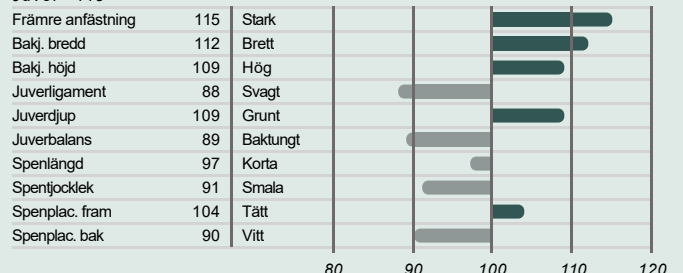 Främre anfästning 115 Stark
Bakj. bredd 112 Brett
Bakj. höjd 109 Hög
Juverligament 88 Svagt
Juverdjup 109 Grunt
Juverbalans 89 Baktungt
Spenlängd 97 Korta
Spentjocklek 91 Smala
Spenplac. fram 104 Tätt
Spenplac. bak 90 Vitt
80 90 100 110 120